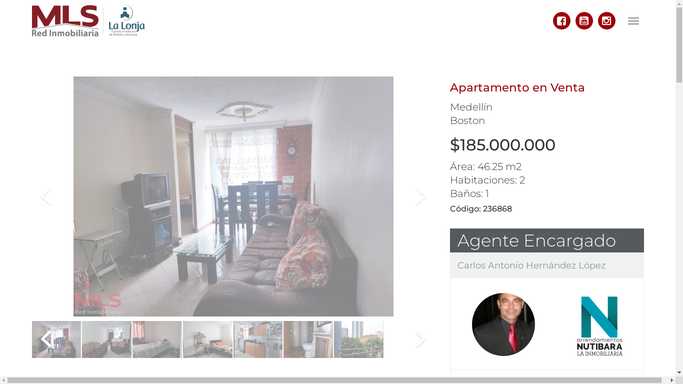 MLS
Red Inmobiliaria
La Lonja
Apartamento en Venta
Medellín
Boston
$185.000.000
Área: 46.25 m2
Habitaciones: 2
Baños: 1
Código: 236868
MLS
Red Inmobiliaria
Agente Encargado
Carlos Antonio Hernández López
N
arrendamientos
NUTIBARA
LA INMOBILIARIA